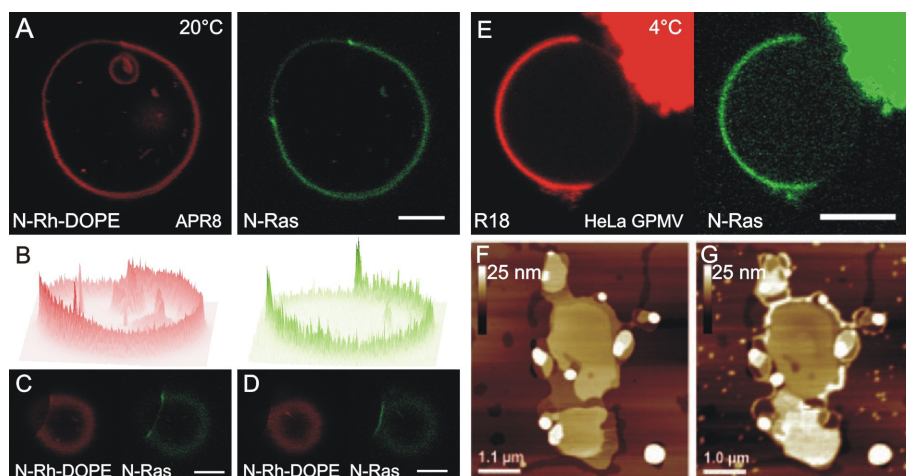 A
20°C
N-Rh-DOPE
APR8
N-Ras
B
C
N-Rh-DOPE
N-Ras
D
N-Rh-DOPE
N-Ras
E
4°C
R18
HeLa GPMV
N-Ras
F
25 nm
1.1 µm
G
25 nm
1.0 µm